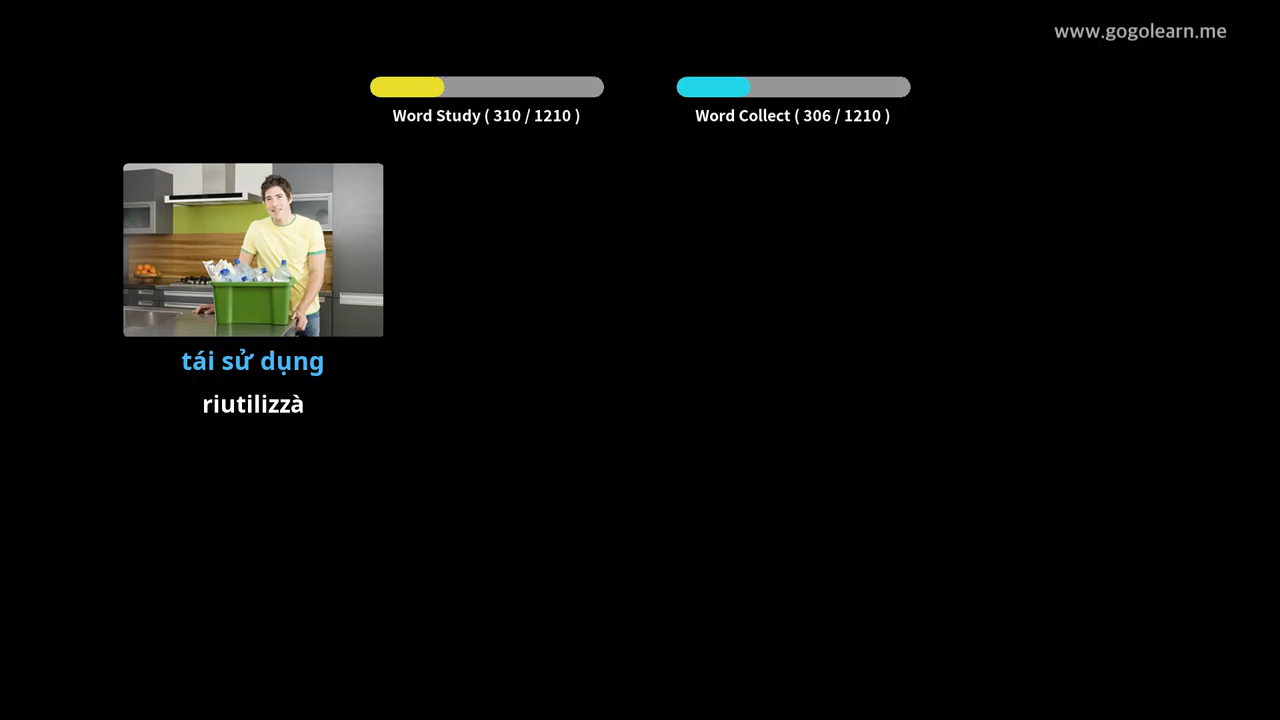 www.gogolearn.me
Word Study ( 310 / 1210 )
Word Collect ( 306 / 1210 )
tái sử dụng
riutilizzà